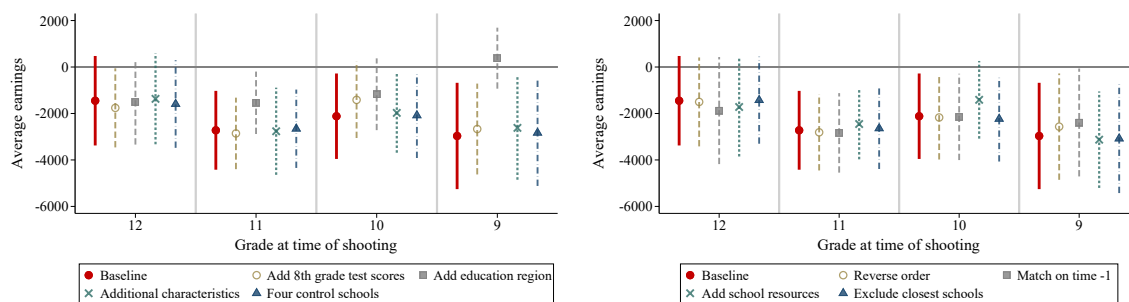 Average earnings
2000
0
-2000
-4000
-6000
12
11
10
9
Grade at time of shooting
Baseline
Add 8th grade test scores
Add education region
Additional characteristics
Four control schools
Average earnings
2000
0
-2000
-4000
-6000
12
11
10
9
Grade at time of shooting
Baseline
Reverse order
Match on time -1
Add school resources
Exclude closest schools